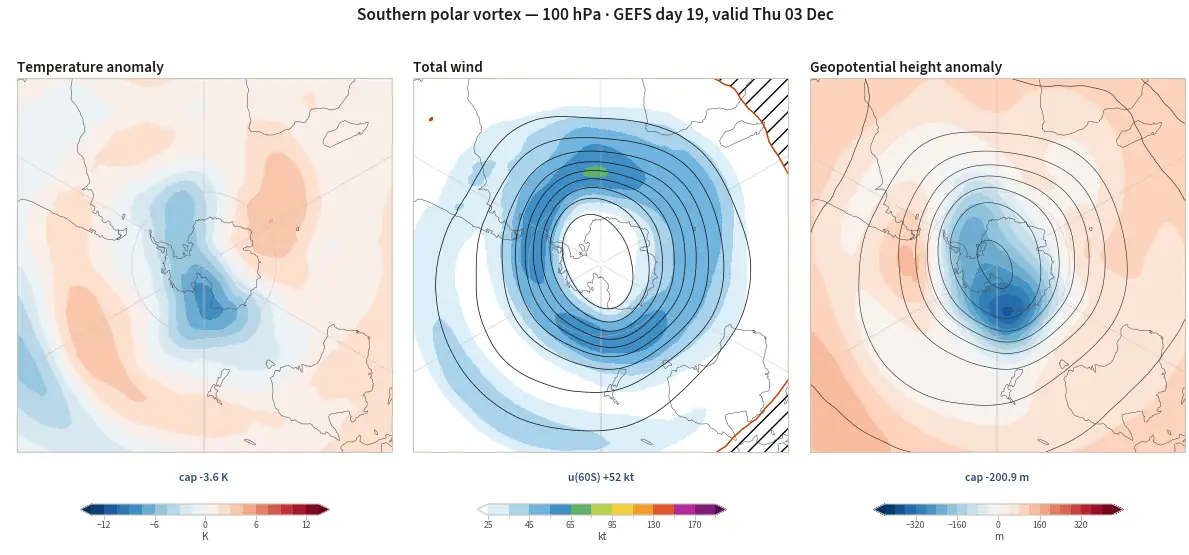 Southern polar vortex — 100 hPa · GEFS day 19, valid Thu 03 Dec
Temperature anomaly
Total wind
Geopotential height anomaly
cap -3.6 K
u(60S) +52 kt
cap -200.9 m
−12 −6 0 6 12
K
25 45 65 95 130 170
kt
−320 −160 0 160 320
m